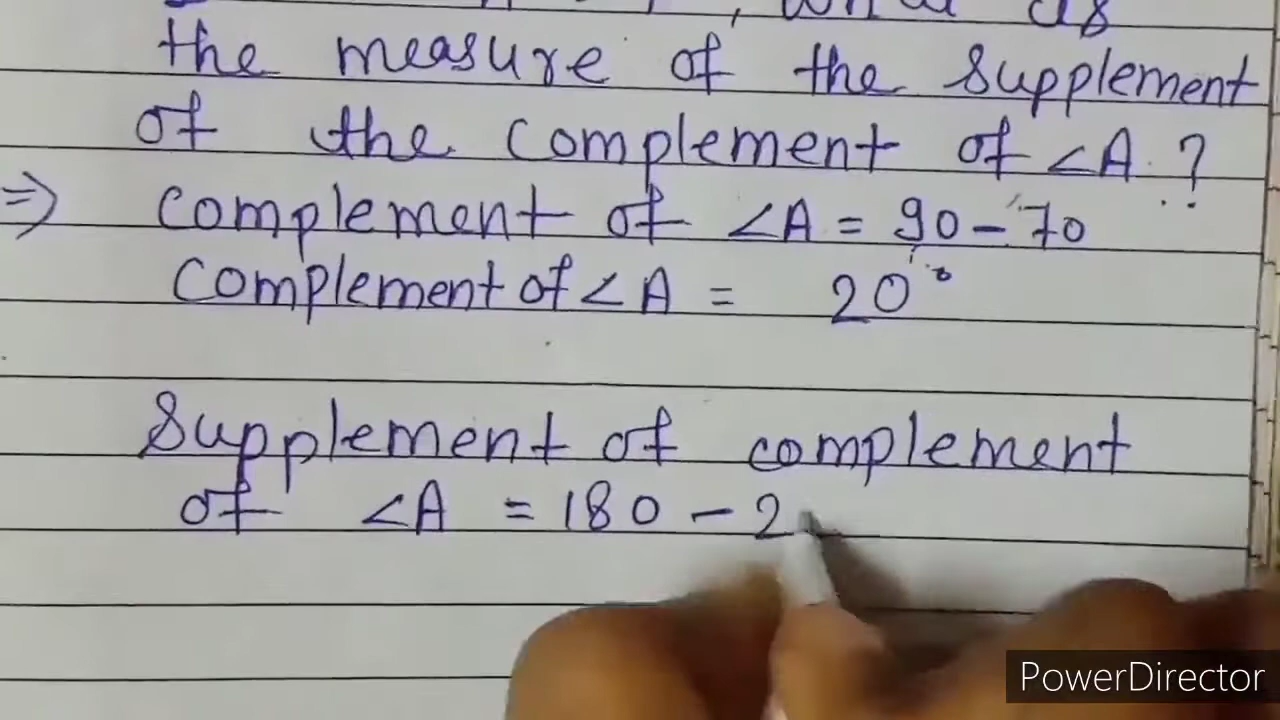 the measure of the supplement
of the complement of <A ?
=> complement of <A = 90 - 70
complement of <A = 20°
Supplement of complement
of <A = 180 - 2
PowerDirector